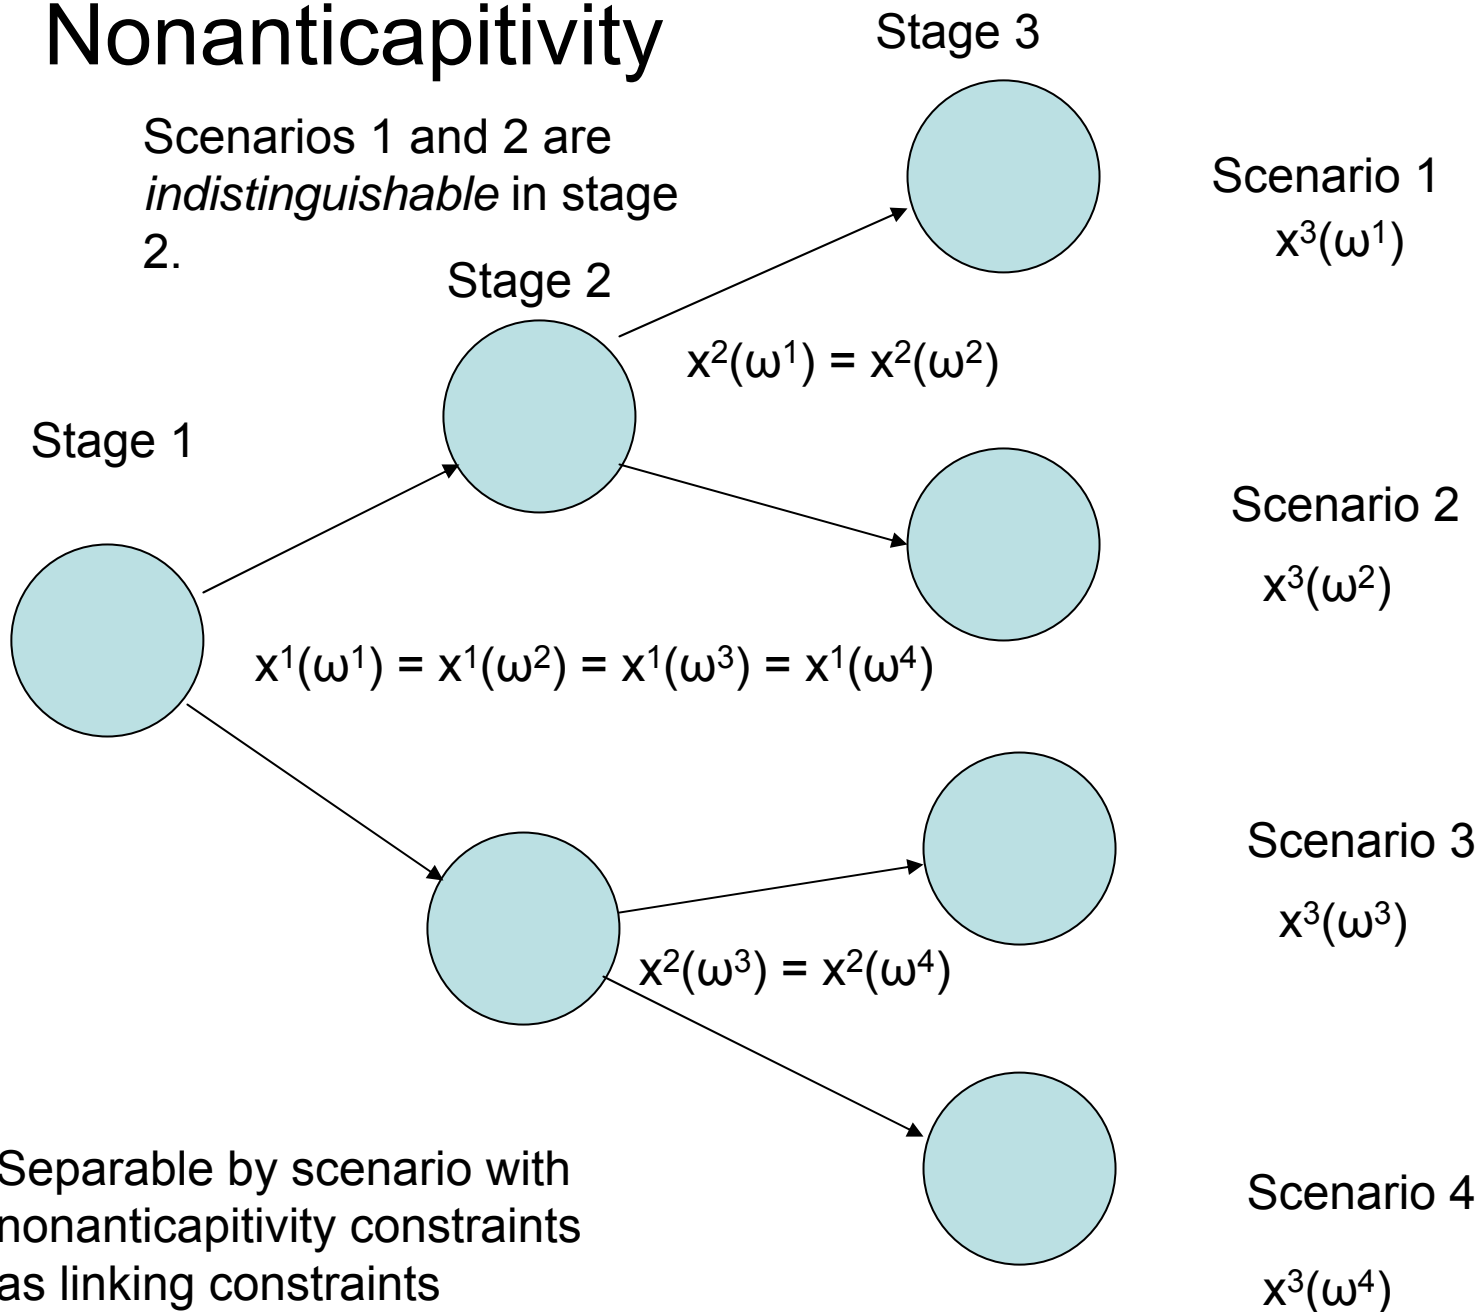 Nonanticapitivity
Stage 3
Scenarios 1 and 2 are
indistinguishable in stage
2.
Scenario 1
x³(ω¹)
Stage 2
x²(ω¹) = x²(ω²)
Stage 1
Scenario 2
x³(ω²)
x¹(ω¹) = x¹(ω²) = x¹(ω³) = x¹(ω⁴)
Scenario 3
x³(ω³)
x²(ω³) = x²(ω⁴)
Separable by scenario with
nonanticapitivity constraints
as linking constraints
Scenario 4
x³(ω⁴)